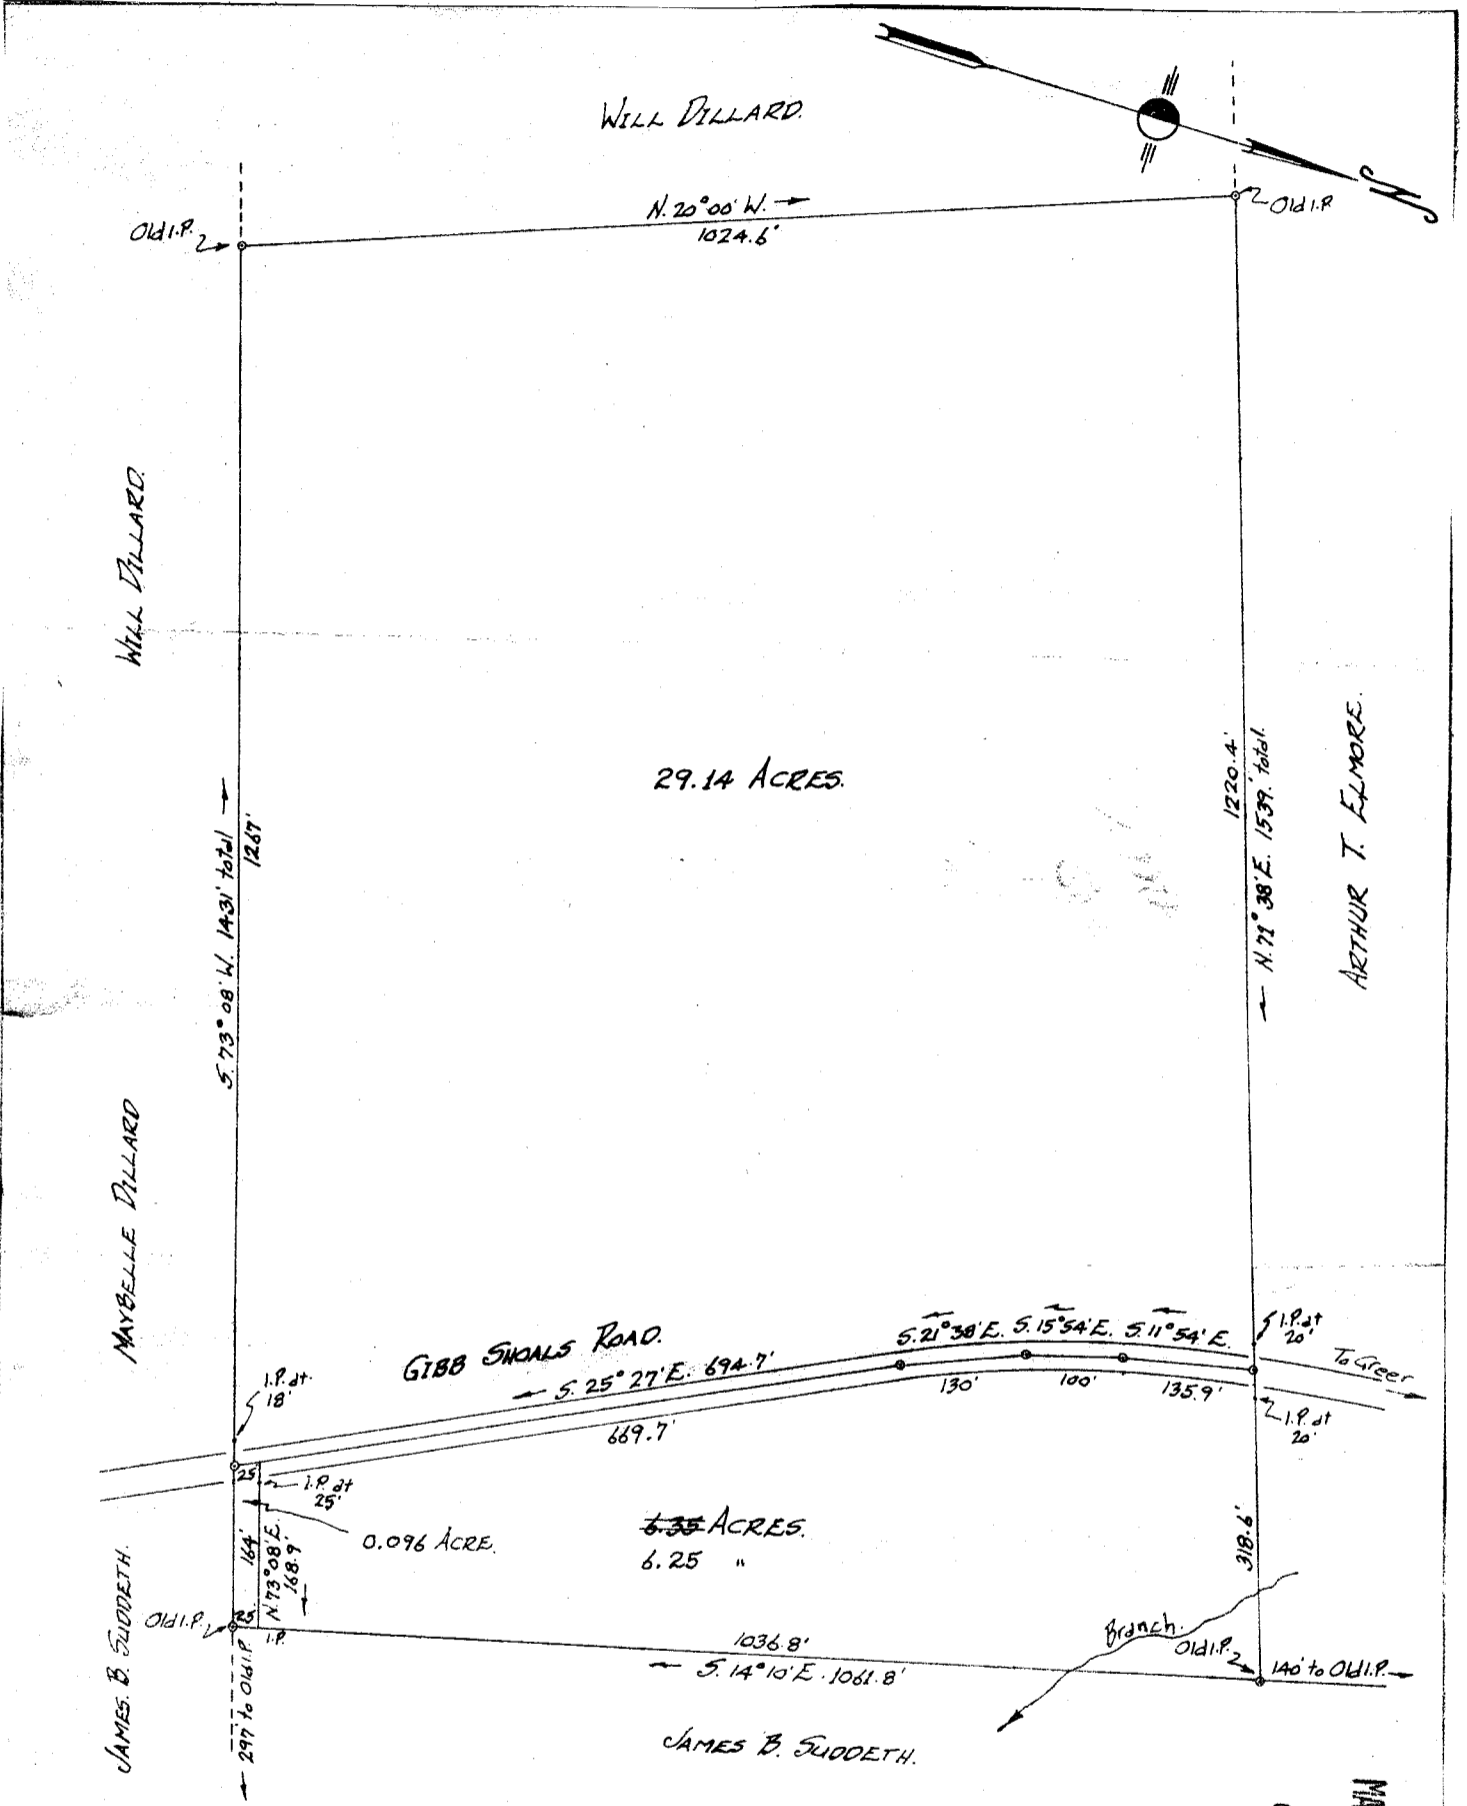 WILL DILLARD.
N
Old I.P.
N. 20° 00' W.
1024.6'
Old I.P.
WILL DILLARD.
29.14 ACRES.
S. 73° 08' W. 1431' total
1267'
1220.4'
N. 71° 38' E. 1539.' total.
ARTHUR T. ELMORE.
MAYBELLE DILLARD
GIBB SHOALS ROAD.
S. 25° 27' E. 694.7'
669.7'
S. 21° 38' E. S. 15° 54' E. S. 11° 54' E.
130' 100' 135.9'
I.P. at
20'
To Greer
I.P. at
20'
I.P. at
18'
25'
I.P. at
25'
0.096 ACRE.
6.35 ACRES.
6.25 "
164'
N. 73° 08' E.
168.9'
318.6'
Old I.P.
25'
I.P.
1036.8'
S. 14° 10' E. 1061.8'
Branch.
Old I.P.
140' to Old I.P.
297' to Old I.P.
JAMES. B. SUDDETH.
JAMES B. SUDDETH.